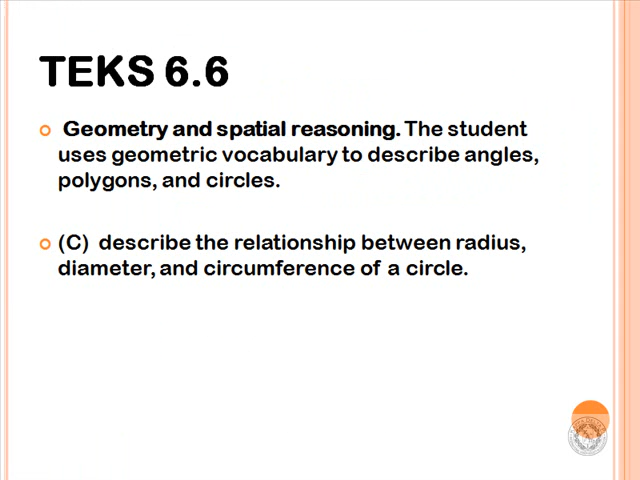 TEKS 6.6
Geometry and spatial reasoning. The student
uses geometric vocabulary to describe angles,
polygons, and circles.
(C) describe the relationship between radius,
diameter, and circumference of a circle.